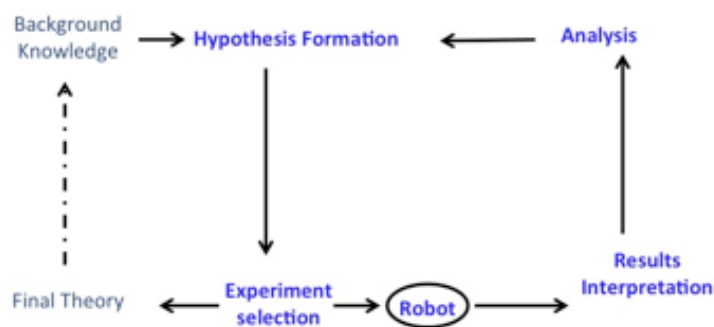 Background
Knowledge
Hypothesis Formation
Analysis
Final Theory
Experiment
selection
Robot
Results
Interpretation